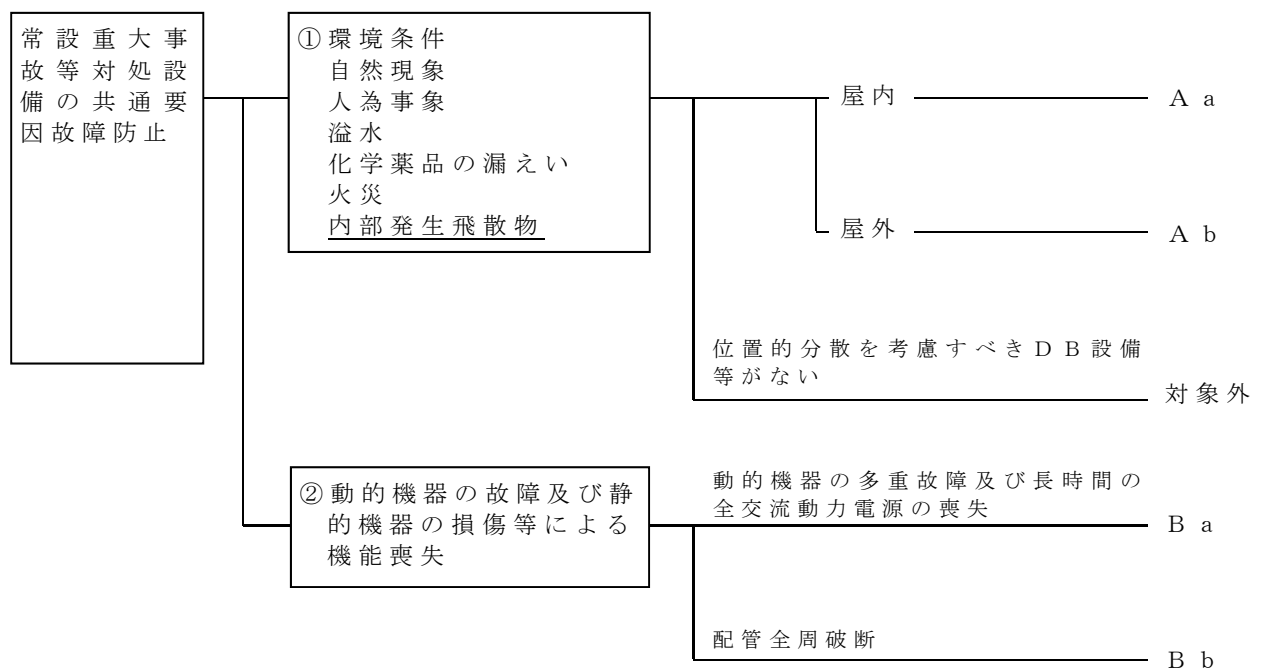 常設重大事
故等対処設
備の共通要
因故障防止
①環境条件
自然現象
人為事象
溢水
化学薬品の漏えい
火災
内部発生飛散物
屋内
Ａａ
屋外
Ａｂ
位置的分散を考慮すべきＤＢ設備
等がない
対象外
②動的機器の故障及び静
的機器の損傷等による
機能喪失
動的機器の多重故障及び長時間の
全交流動力電源の喪失
Ｂａ
配管全周破断
Ｂｂ